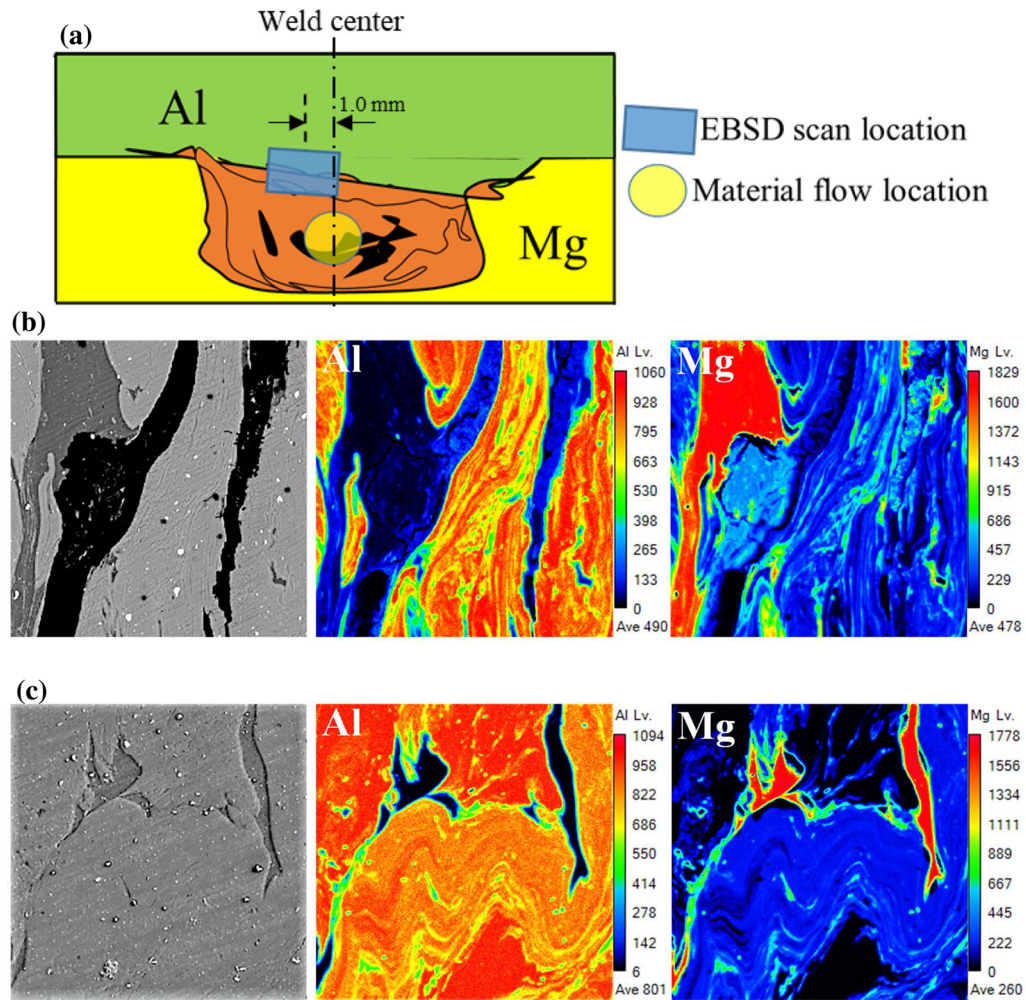 (a)
Weld center
Al
1.0 mm
Mg
EBSD scan location
Material flow location
(b)
Al
Al Lv.
1060
928
795
663
530
398
265
133
0
Ave 490
Mg
Mg Lv.
1829
1600
1372
1143
915
686
457
229
0
Ave 478
(c)
Al
Al Lv.
1094
958
822
686
550
414
278
142
6
Ave 801
Mg
Mg Lv.
1778
1556
1333
1111
889
667
445
222
0
Ave 260